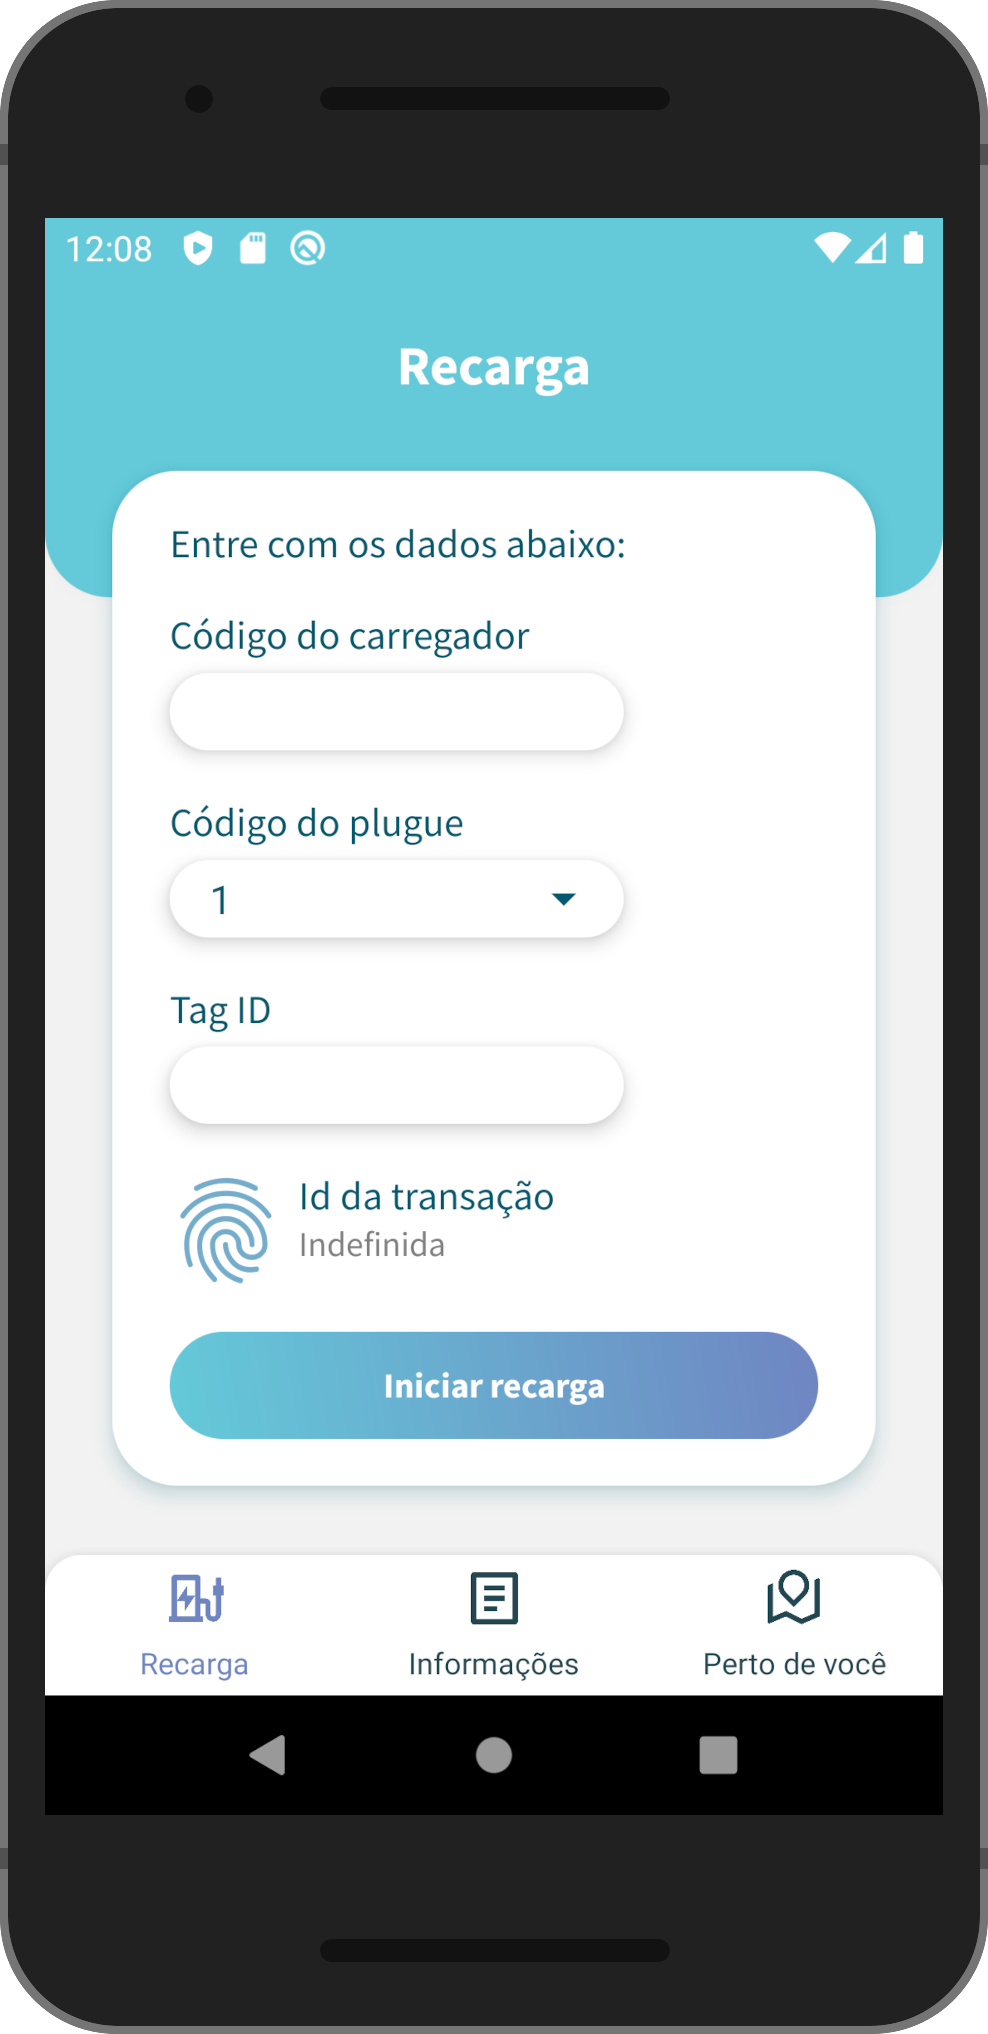 12:08
Recarga
Entre com os dados abaixo:
Código do carregador
Código do plugue
1
Tag ID
Id da transação
Indefinida
Iniciar recarga
Recarga
Informações
Perto de você